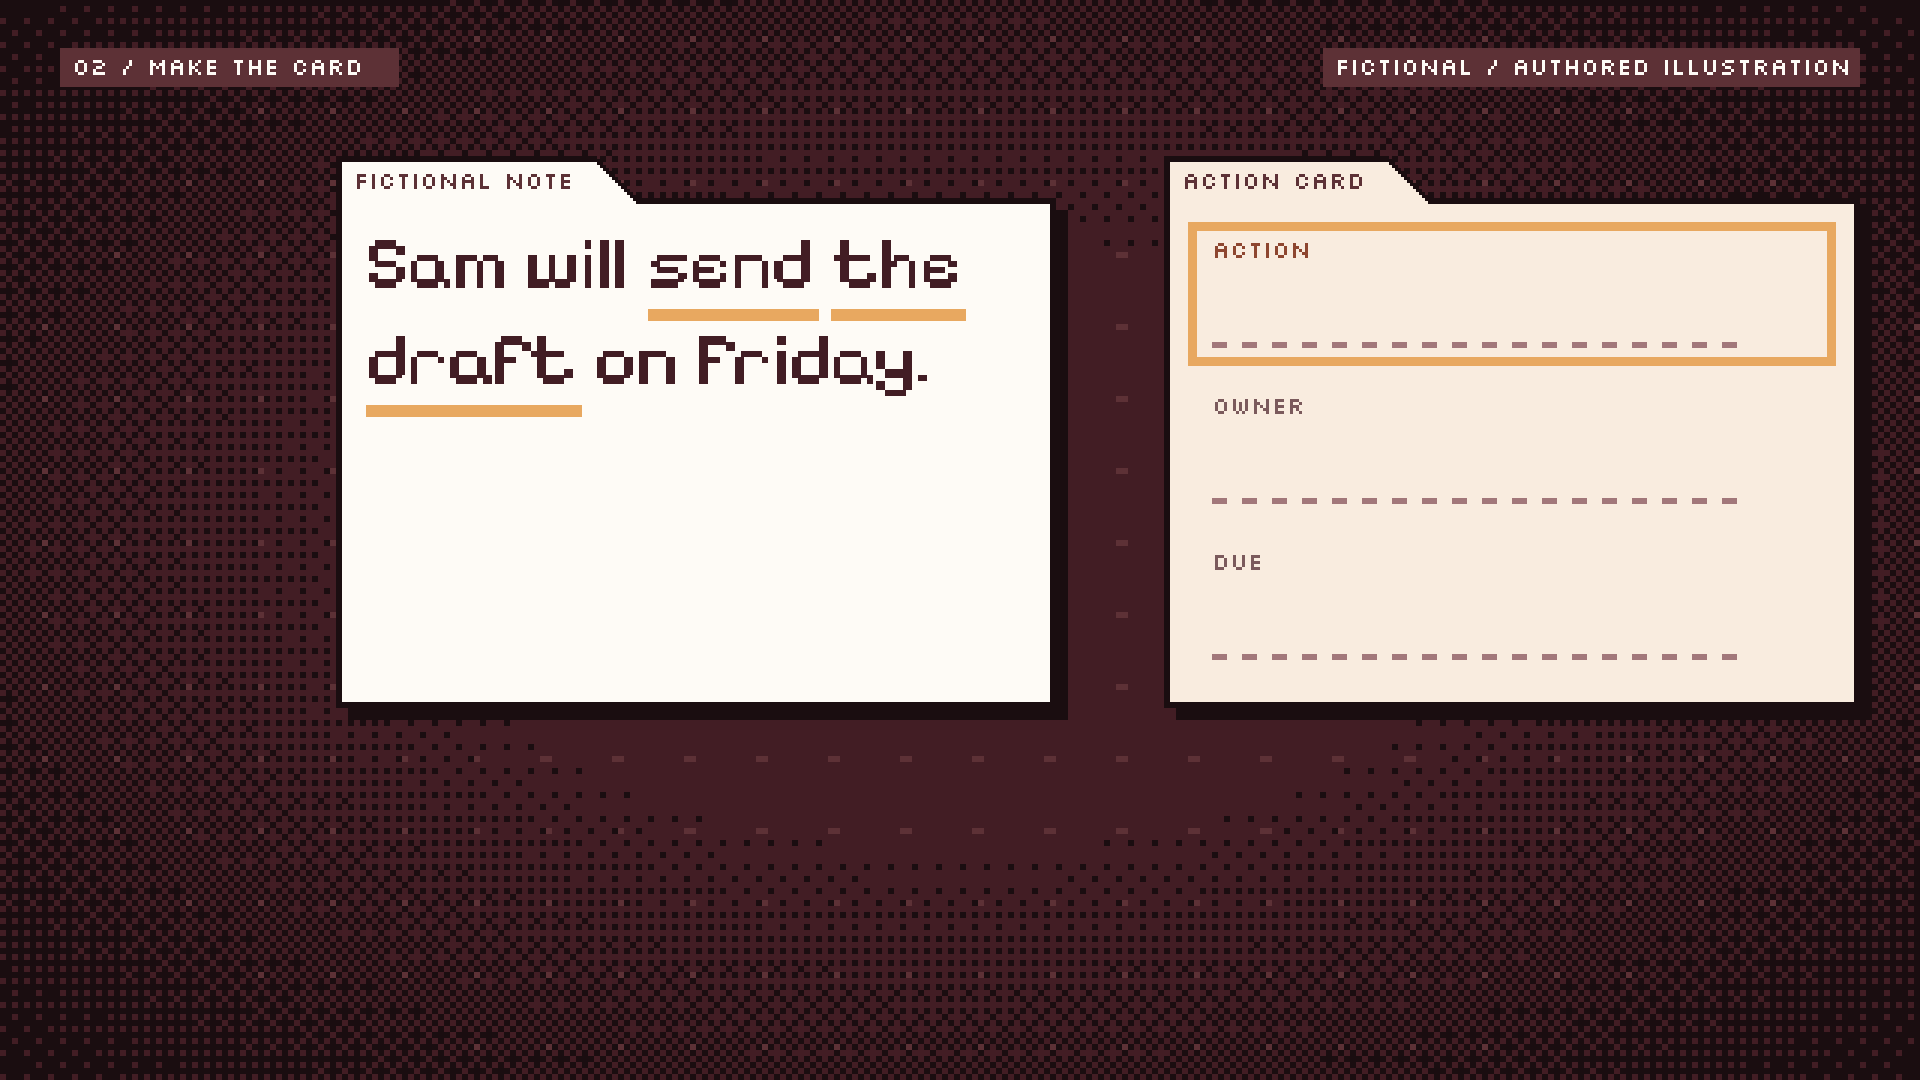 02 / MAKE THE CARD
FICTIONAL / AUTHORED ILLUSTRATION
FICTIONAL NOTE
Sam will send the
draft on Friday.
ACTION CARD
ACTION
OWNER
DUE